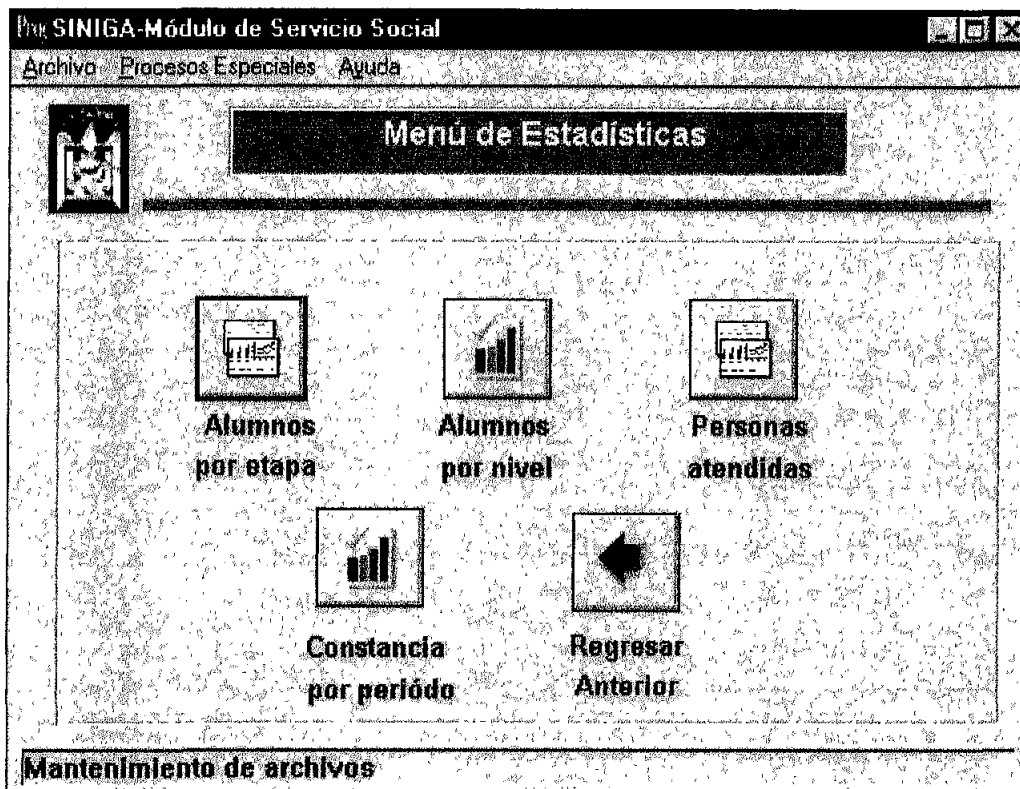 SINIGA-Módulo de Servicio Social
Archivo Procesos Especiales Ayuda
Menú de Estadísticas
Alumnos
por etapa
Alumnos
por nivel
Personas
atendidas
Constancia
por periódo
Regresar
Anterior
Mantenimiento de archivos